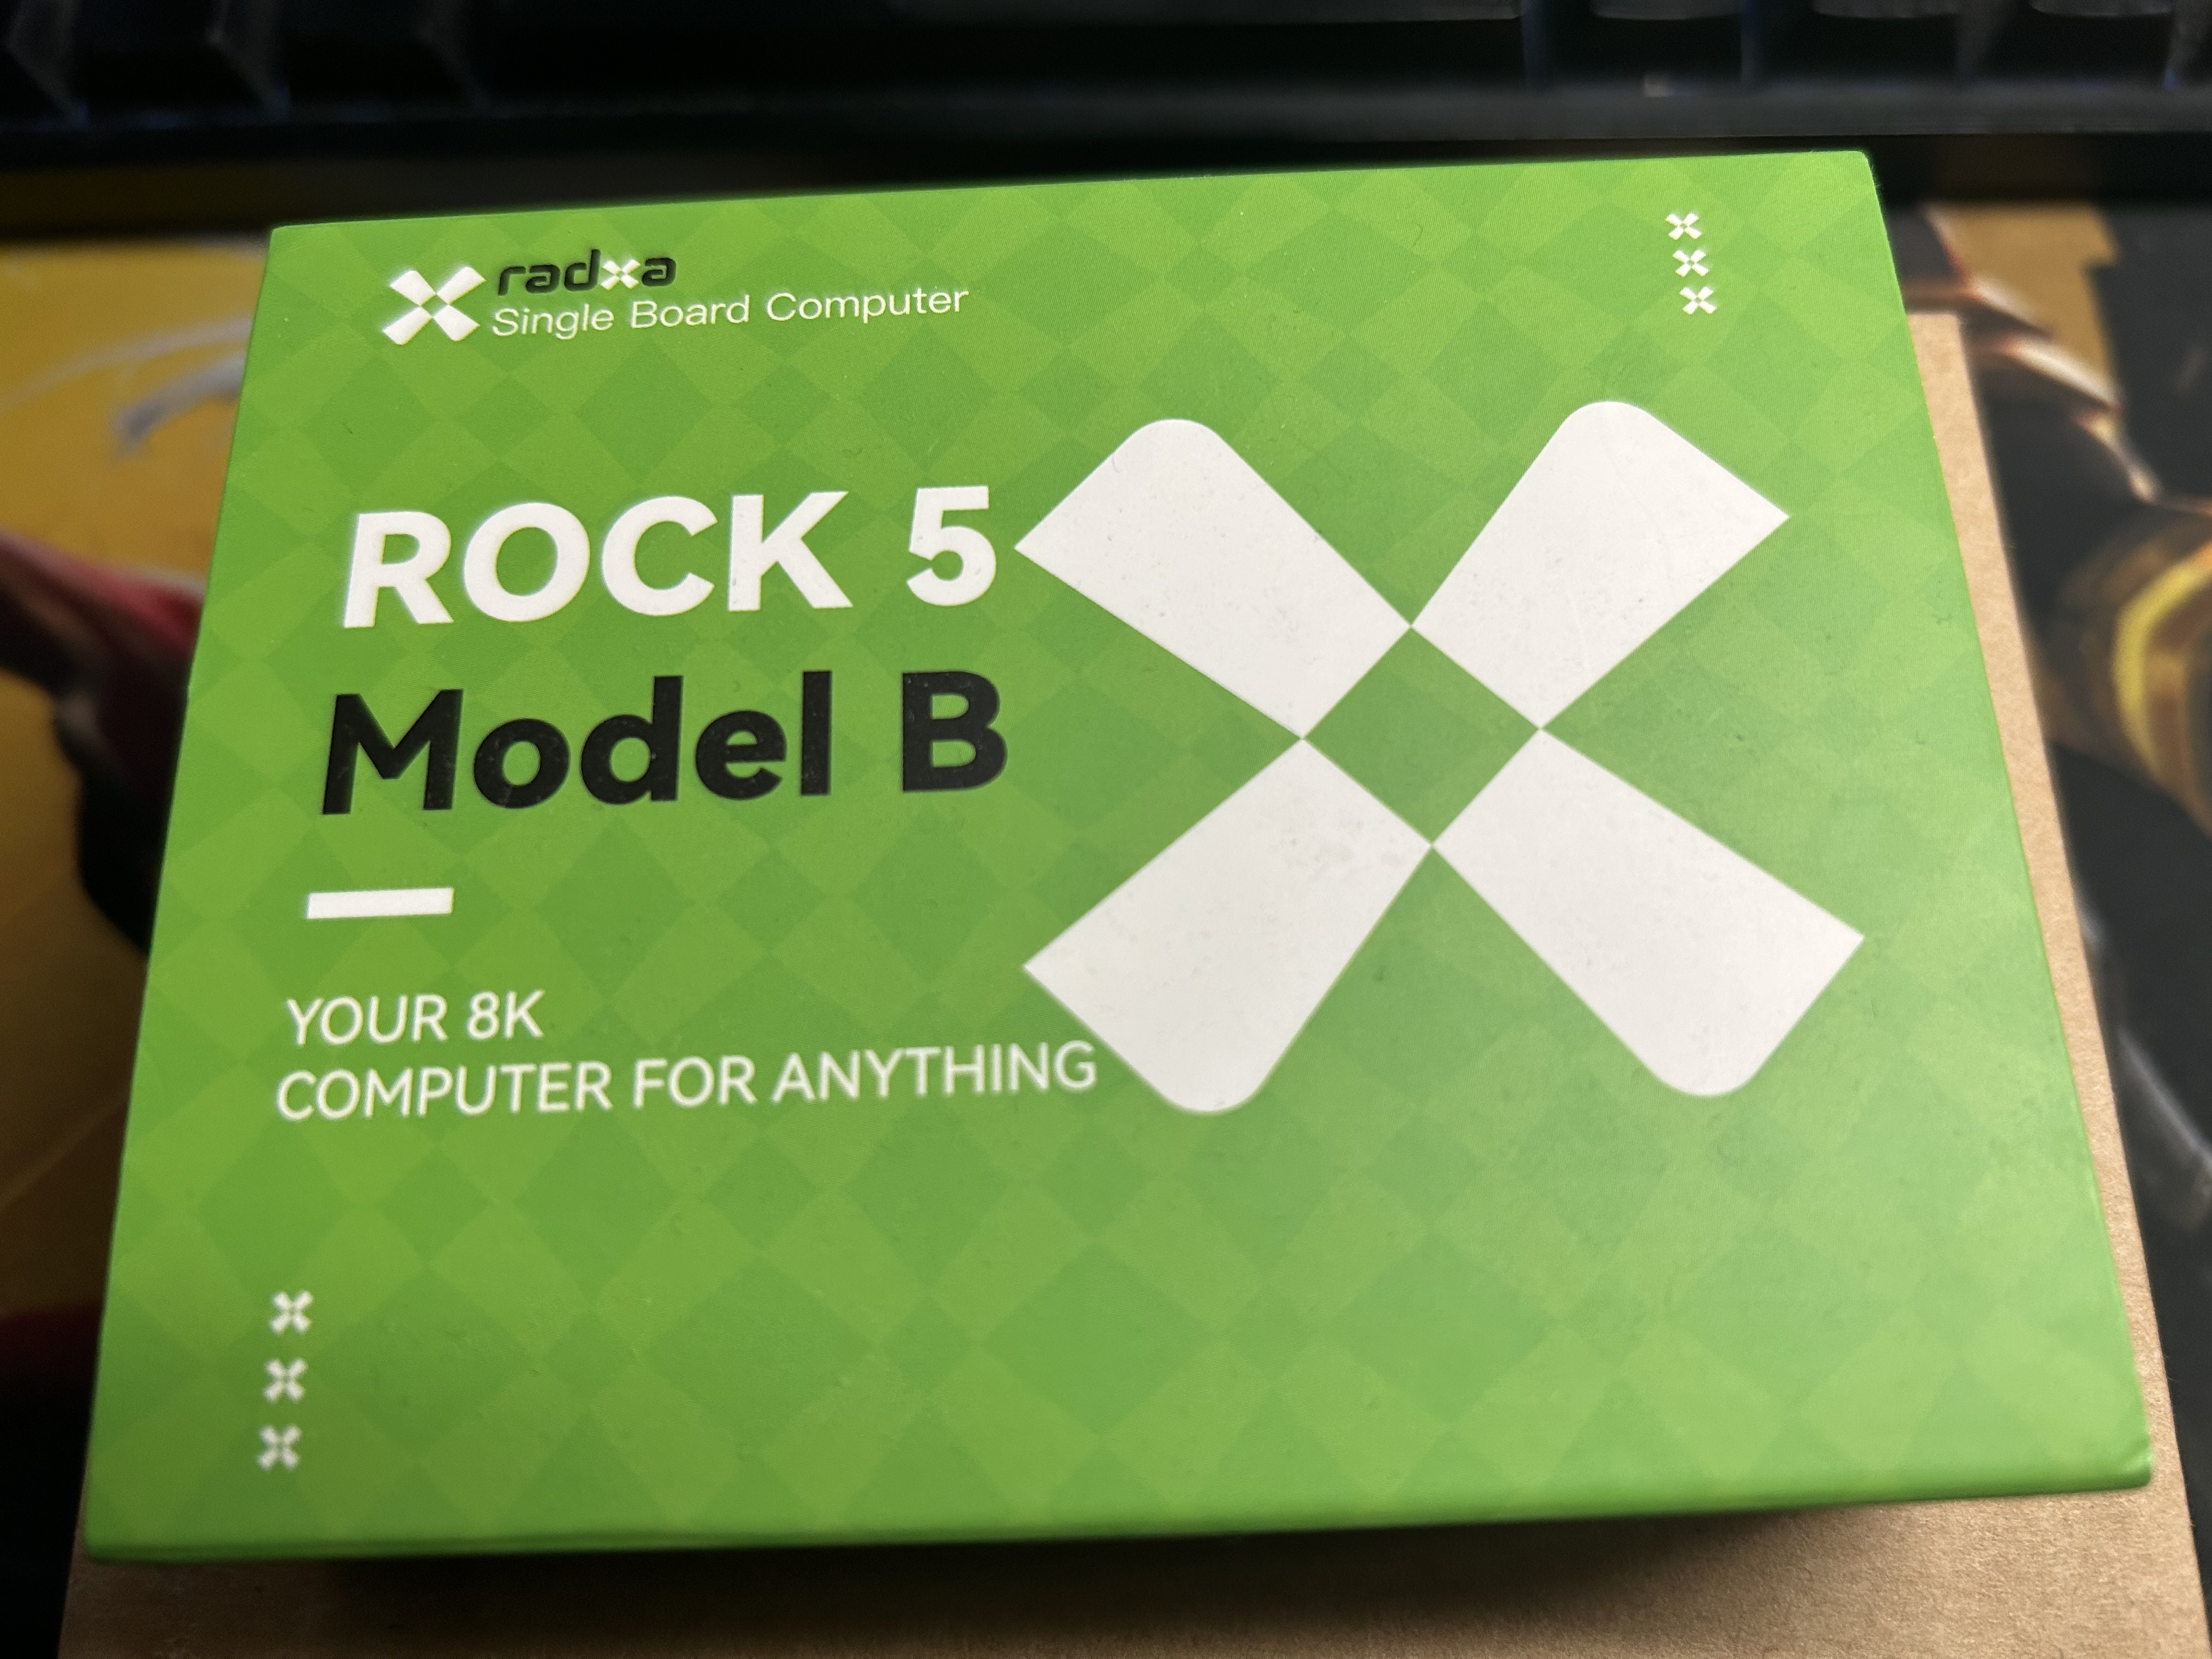 radxa
Single Board Computer
ROCK 5
Model B
YOUR 8K
COMPUTER FOR ANYTHING